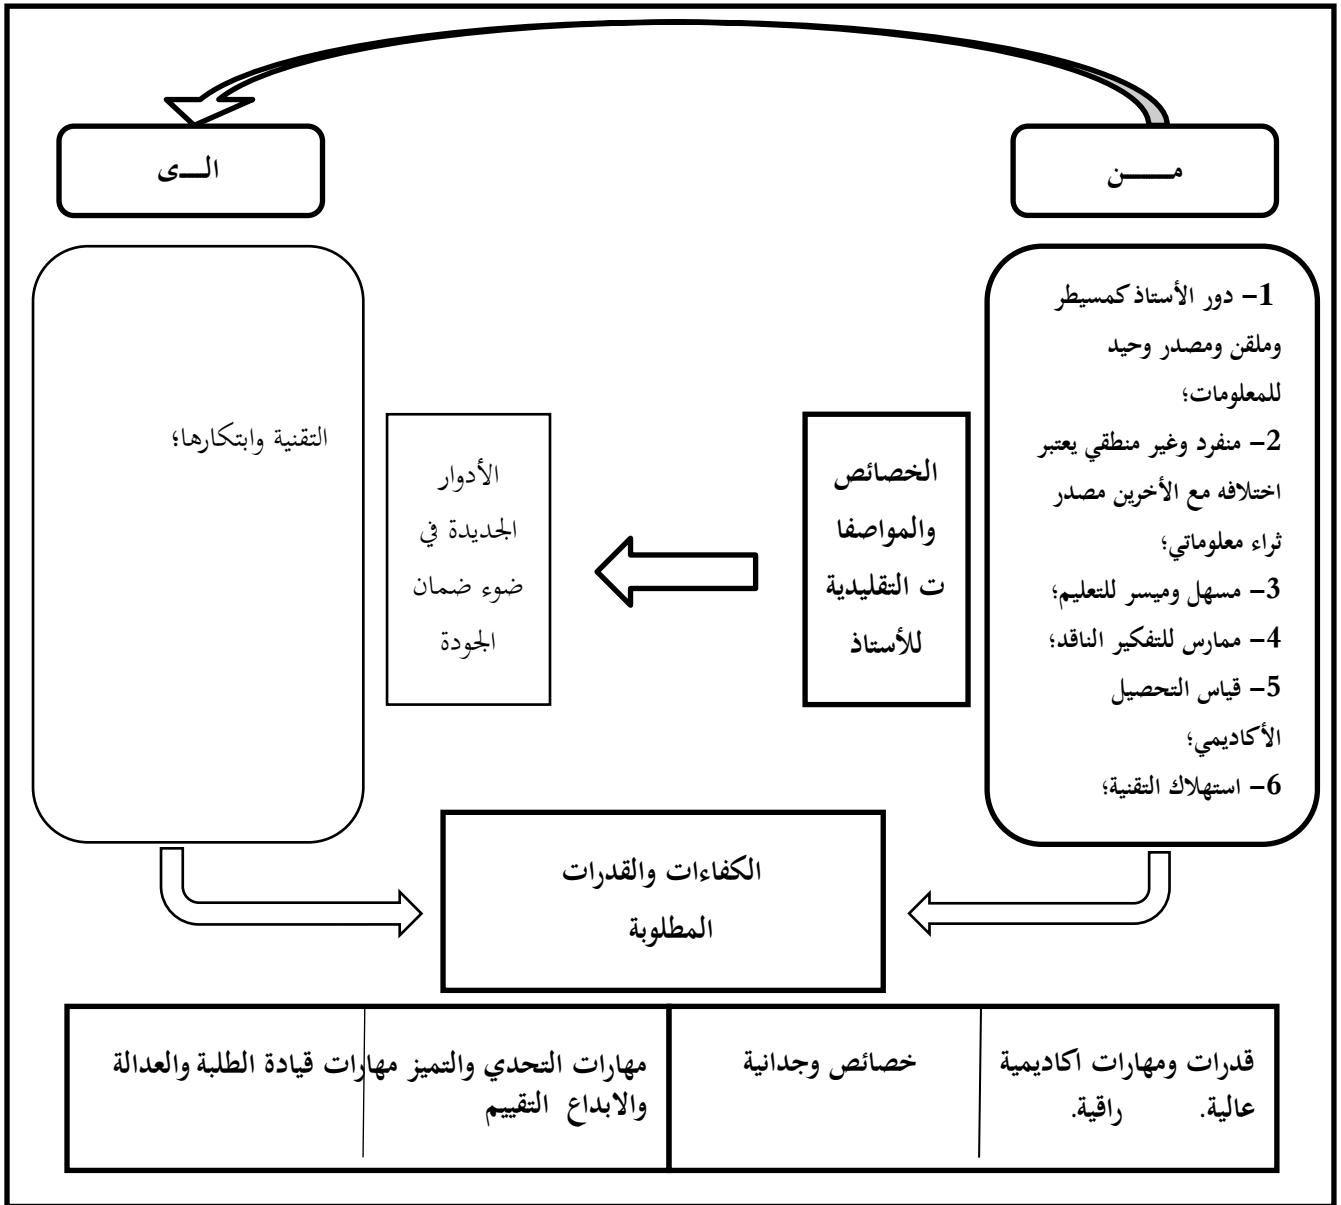 مـــــن
الـــى
1- دور الأستاذ كمسيطر
وملقن ومصدر وحيد
للمعلومات؛
2- منفرد وغير منطقي يعتبر
اختلافه مع الأخرين مصدر
ثراء معلوماتي؛
3- مسهل وميسر للتعليم؛
4- ممارس للتفكير الناقد؛
5- قياس التحصيل
الأكاديمي؛
6- استهلاك التقنية؛
الخصائص
والمواصفا
ت التقليدية
للأستاذ
الأدوار
الجديدة في
ضوء ضمان
الجودة
التقنية وابتكارها؛
الكفاءات والقدرات
المطلوبة
قدرات ومهارات اكاديمية
عالية. راقية.
خصائص وجدانية
مهارات التحدي والتميز مهارات قيادة الطلبة والعدالة
والابداع التقييم